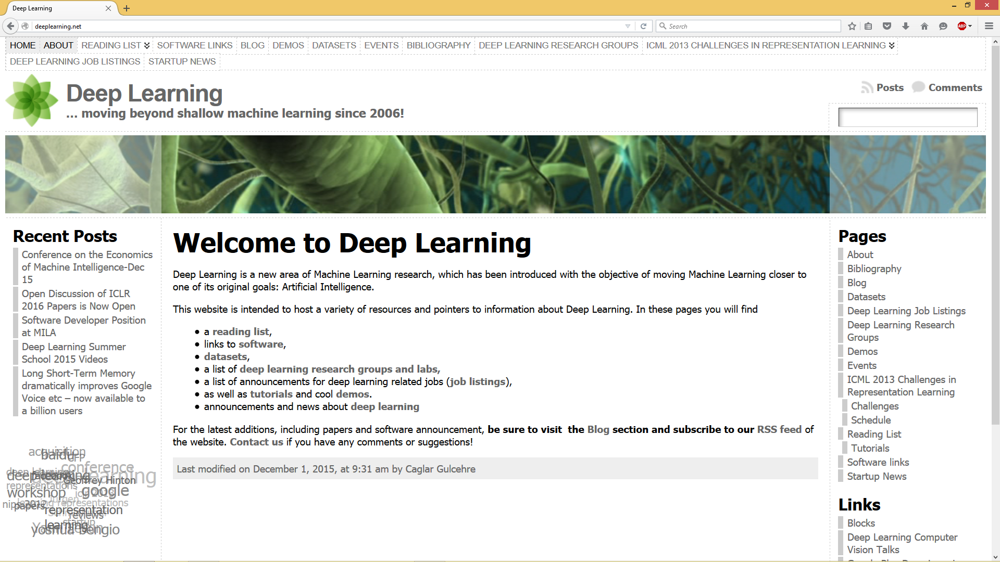 Deep Learning
deeplearning.net
Search
ABP
HOME ABOUT READING LIST SOFTWARE LINKS BLOG DEMOS DATASETS EVENTS BIBLIOGRAPHY DEEP LEARNING RESEARCH GROUPS ICML 2013 CHALLENGES IN REPRESENTATION LEARNING
DEEP LEARNING JOB LISTINGS STARTUP NEWS
Deep Learning
... moving beyond shallow machine learning since 2006!
Posts Comments
Recent Posts
Conference on the Economics
of Machine Intelligence-Dec
15
Open Discussion of ICLR
2016 Papers is Now Open
Software Developer Position
at MILA
Deep Learning Summer
School 2015 Videos
Long Short-Term Memory
dramatically improves Google
Voice etc – now available to
a billion users
acquisition
baidu
CFP
conference
deep learning
facebook
Geoffrey Hinton
representations
workshop
google
learning representations
papers
representation
reviews
startup
learning
yoshua bengio
Welcome to Deep Learning
Deep Learning is a new area of Machine Learning research, which has been introduced with the objective of moving Machine Learning closer to
one of its original goals: Artificial Intelligence.
This website is intended to host a variety of resources and pointers to information about Deep Learning. In these pages you will find
• a reading list,
• links to software,
• datasets,
• a list of deep learning research groups and labs,
• a list of announcements for deep learning related jobs (job listings),
• as well as tutorials and cool demos.
• announcements and news about deep learning
For the latest additions, including papers and software announcement, be sure to visit the Blog section and subscribe to our RSS feed of
the website. Contact us if you have any comments or suggestions!
Last modified on December 1, 2015, at 9:31 am by Caglar Gulcehre
Pages
About
Bibliography
Blog
Datasets
Deep Learning Job Listings
Deep Learning Research
Groups
Demos
Events
ICML 2013 Challenges in
Representation Learning
Challenges
Schedule
Reading List
Tutorials
Software links
Startup News
Links
Blocks
Deep Learning Computer
Vision Talks